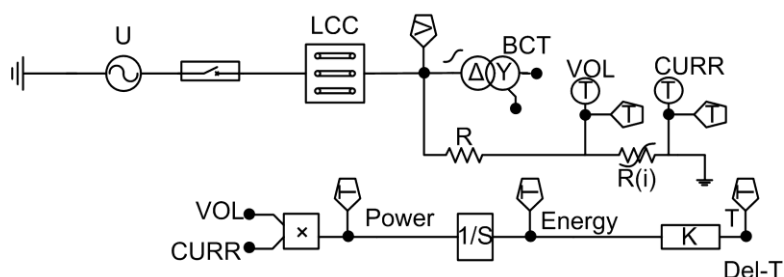 U
LCC
V
Δ Y
BCT
VOL
CURR
T
T
T
T
R
R(i)
VOL
CURR
×
T
Power
1/S
T
Energy
K
T
T
Del-T